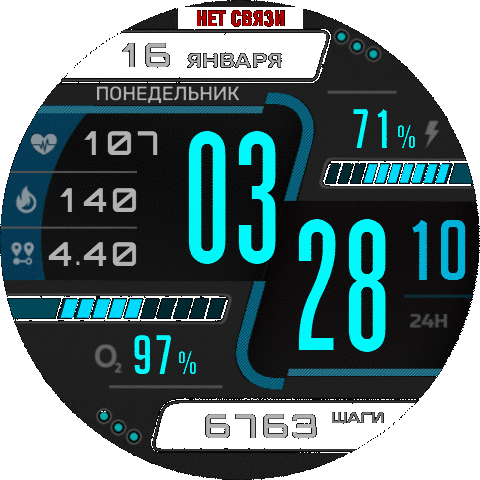 НЕТ СВЯЗИ
16 ЯНВАРЯ
ПОНЕДЕЛЬНИК
71 %
107
03
140
28
10
4.40
24H
O2 97 %
6763 ШАГИ